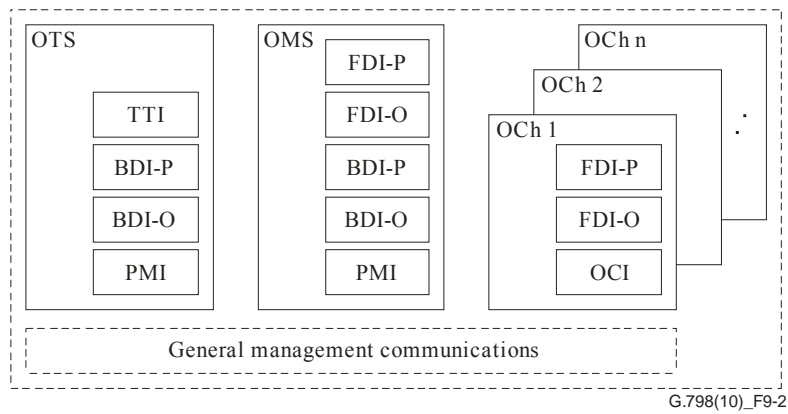 OTS
TTI
BDI-P
BDI-O
PMI
OMS
FDI-P
FDI-O
BDI-P
BDI-O
PMI
OCh n
OCh 2
OCh 1
FDI-P
FDI-O
OCI
General management communications
G.798(10)_F9-2